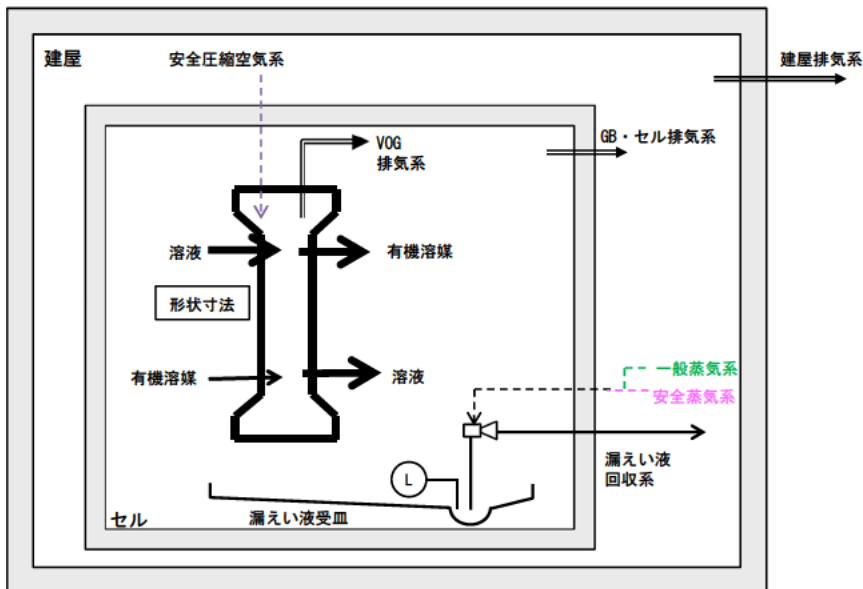 建屋
安全圧縮空気系
建屋排気系
VOG
排気系
GB・セル排気系
溶液
有機溶媒
形状寸法
有機溶媒
溶液
一般蒸気系
安全蒸気系
漏えい液
回収系
L
漏えい液受皿
セル